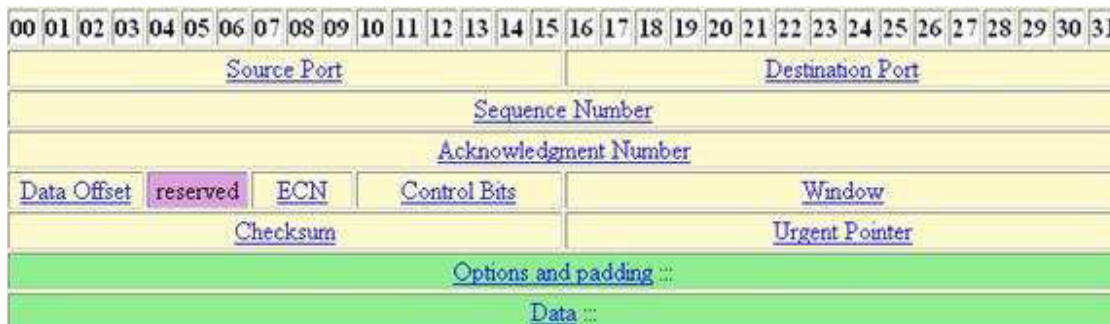 00 01 02 03 04 05 06 07 08 09 10 11 12 13 14 15 16 17 18 19 20 21 22 23 24 25 26 27 28 29 30 31
Source Port Destination Port
Sequence Number
Acknowledgment Number
Data Offset reserved ECN Control Bits Window
Checksum Urgent Pointer
Options and padding :::
Data :::